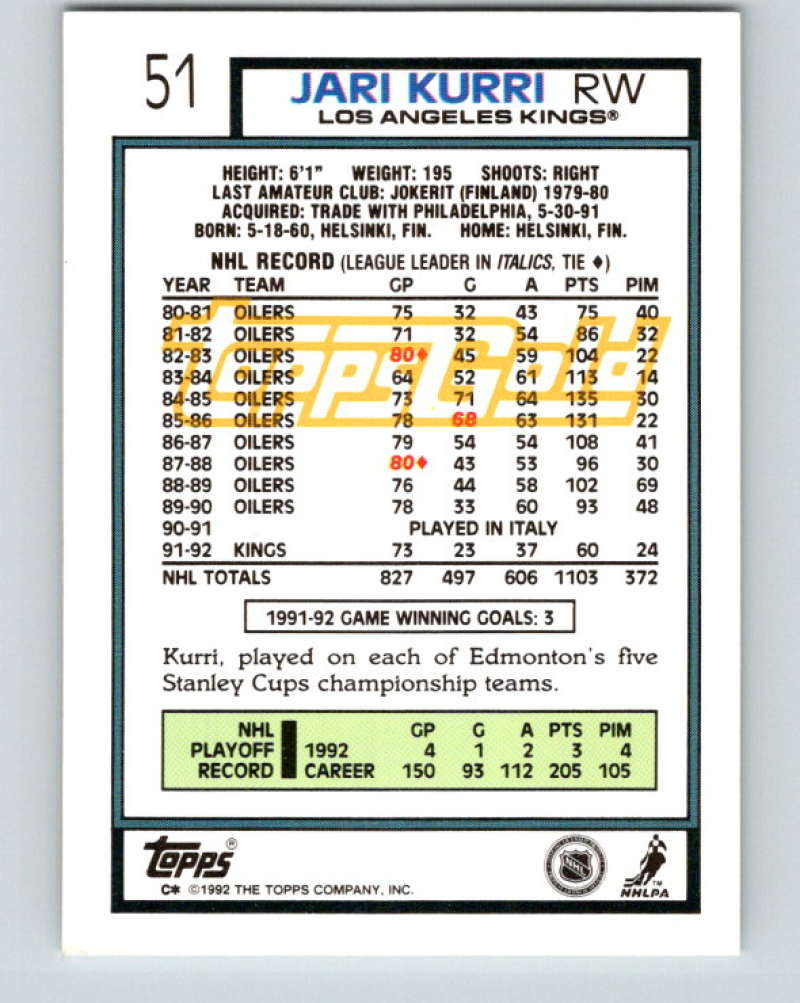 51
JARI KURRI RW
LOS ANGELES KINGS®
HEIGHT: 6'1" WEIGHT: 195 SHOOTS: RIGHT
LAST AMATEUR CLUB: JOKERIT (FINLAND) 1979-80
ACQUIRED: TRADE WITH PHILADELPHIA, 5-30-91
BORN: 5-18-60, HELSINKI, FIN. HOME: HELSINKI, FIN.
NHL RECORD (LEAGUE LEADER IN ITALICS, TIE ♦)
YEAR TEAM GP G A PTS PIM
80-81 OILERS 75 32 43 75 40
81-82 OILERS 71 32 54 86 32
82-83 OILERS 80♦ 45 59 104 22
83-84 OILERS 64 52 61 113 14
84-85 OILERS 73 71 64 135 30
85-86 OILERS 78 68 63 131 22
86-87 OILERS 79 54 54 108 41
87-88 OILERS 80♦ 43 53 96 30
88-89 OILERS 76 44 58 102 69
89-90 OILERS 78 33 60 93 48
90-91 PLAYED IN ITALY
91-92 KINGS 73 23 37 60 24
NHL TOTALS 827 497 606 1103 372
ToppsGold
1991-92 GAME WINNING GOALS: 3
Kurri, played on each of Edmonton's five
Stanley Cups championship teams.
NHL GP G A PTS PIM
PLAYOFF 1992 4 1 2 3 4
RECORD CAREER 150 93 112 205 105
TOPPS®
C* ©1992 THE TOPPS COMPANY, INC.
NHL
™
NHLPA